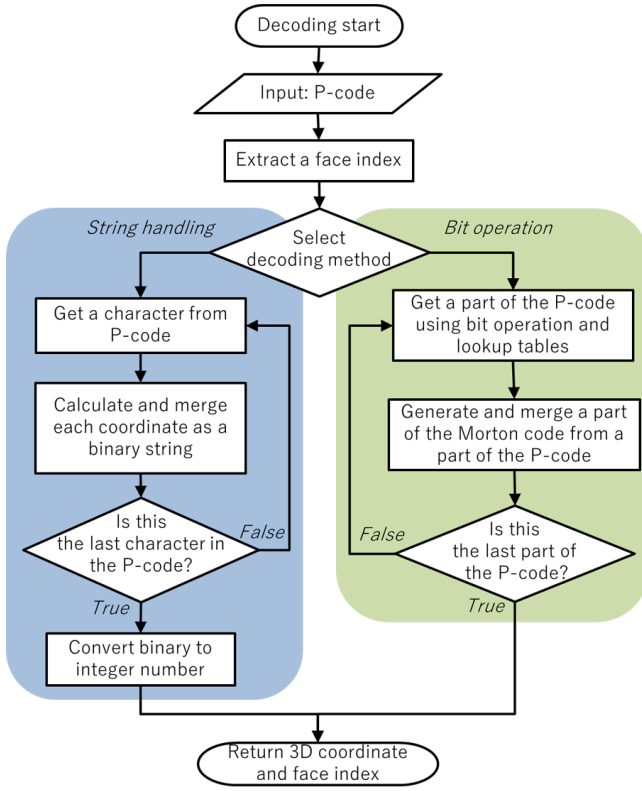 Decoding start
Input: P-code
Extract a face index
String handling
Select
decoding method
Bit operation
Get a character from
P-code
Calculate and merge
each coordinate as a
binary string
Is this
the last character in
the P-code?
False
True
Convert binary to
integer number
Get a part of the P-code
using bit operation and
lookup tables
Generate and merge a part
of the Morton code from a
part of the P-code
False
Is this
the last part of
the P-code?
True
Return 3D coordinate
and face index